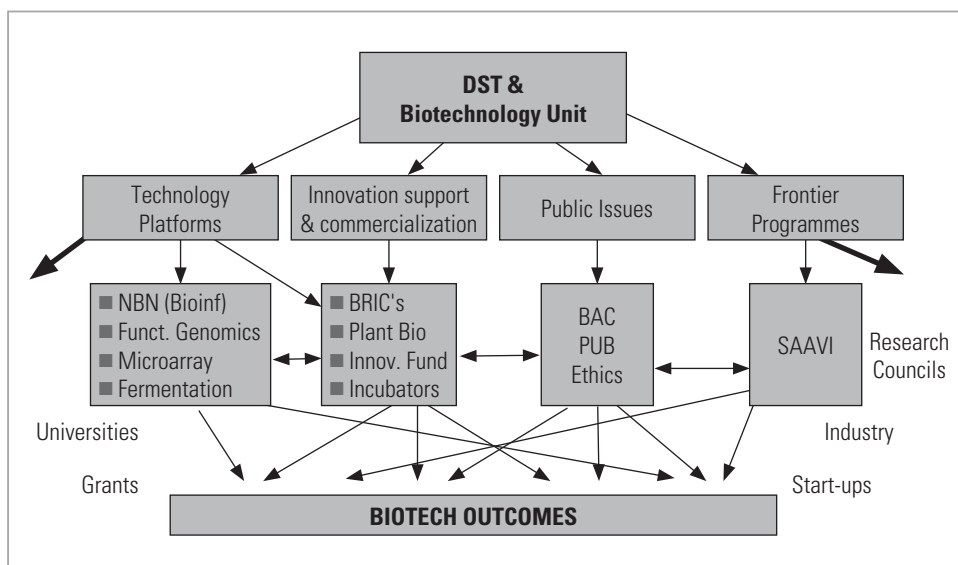 DST &
Biotechnology Unit
Technology
Platforms
Innovation support
& commercialization
Public Issues
Frontier
Programmes
NBN (Bioinf)
Funct. Genomics
Microarray
Fermentation
BRIC's
Plant Bio
Innov. Fund
Incubators
BAC
PUB
Ethics
SAAVI
Research
Councils
Universities
Industry
Grants
Start-ups
BIOTECH OUTCOMES